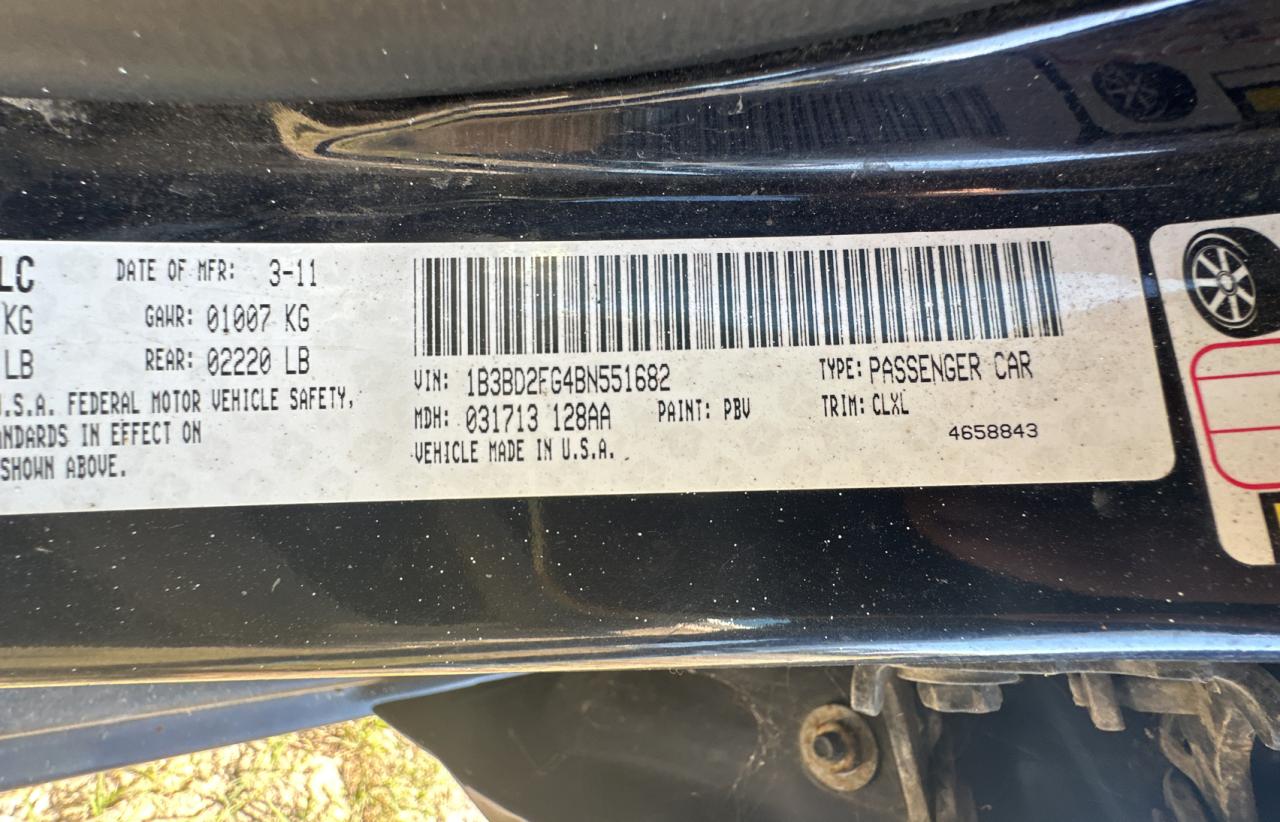 LC DATE OF MFR: 3-11
KG GAWR: 01007 KG
LB REAR: 02220 LB
U.S.A. FEDERAL MOTOR VEHICLE SAFETY,
ANDARDS IN EFFECT ON
SHOWN ABOVE.
VIN: 1B3BD2FG4BN551682 TYPE: PASSENGER CAR
MDH: 031713 128AA PAINT: PBV TRIM: CLXL
VEHICLE MADE IN U.S.A. 4658843